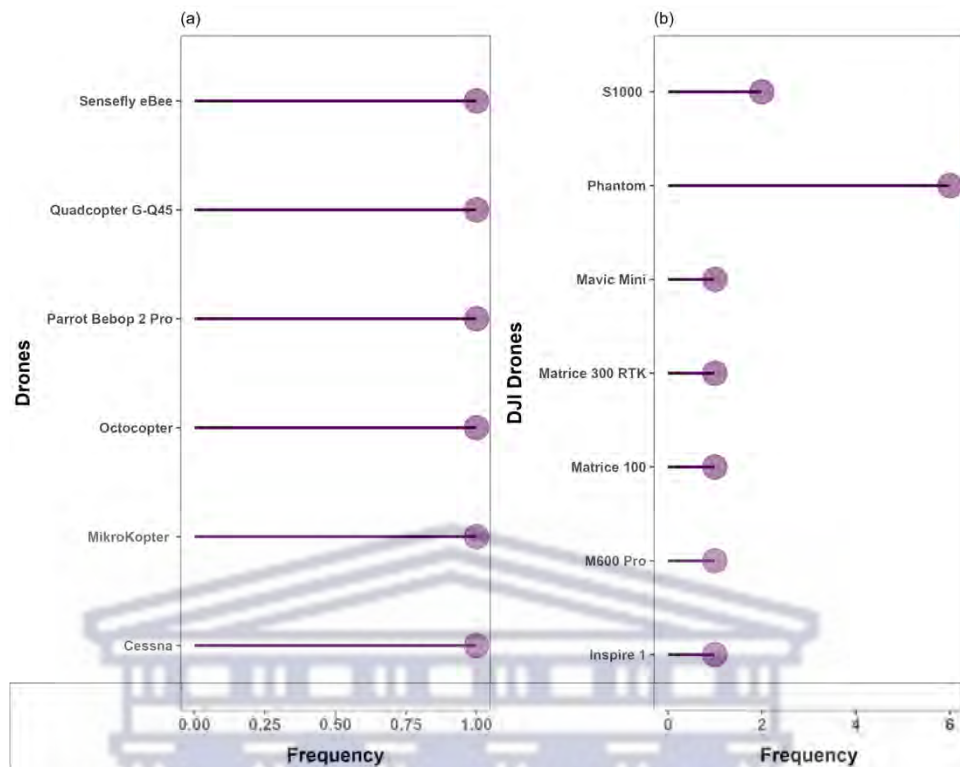 (a)
Drones
Sensefly eBee
Quadcopter G-Q45
Parrot Bebop 2 Pro
Octocopter
MikroKopter
Cessna
0.00 0.25 0.50 0.75 1.00
Frequency
(b)
DJI Drones
S1000
Phantom
Mavic Mini
Matrice 300 RTK
Matrice 100
M600 Pro
Inspire 1
0 2 4 6
Frequency